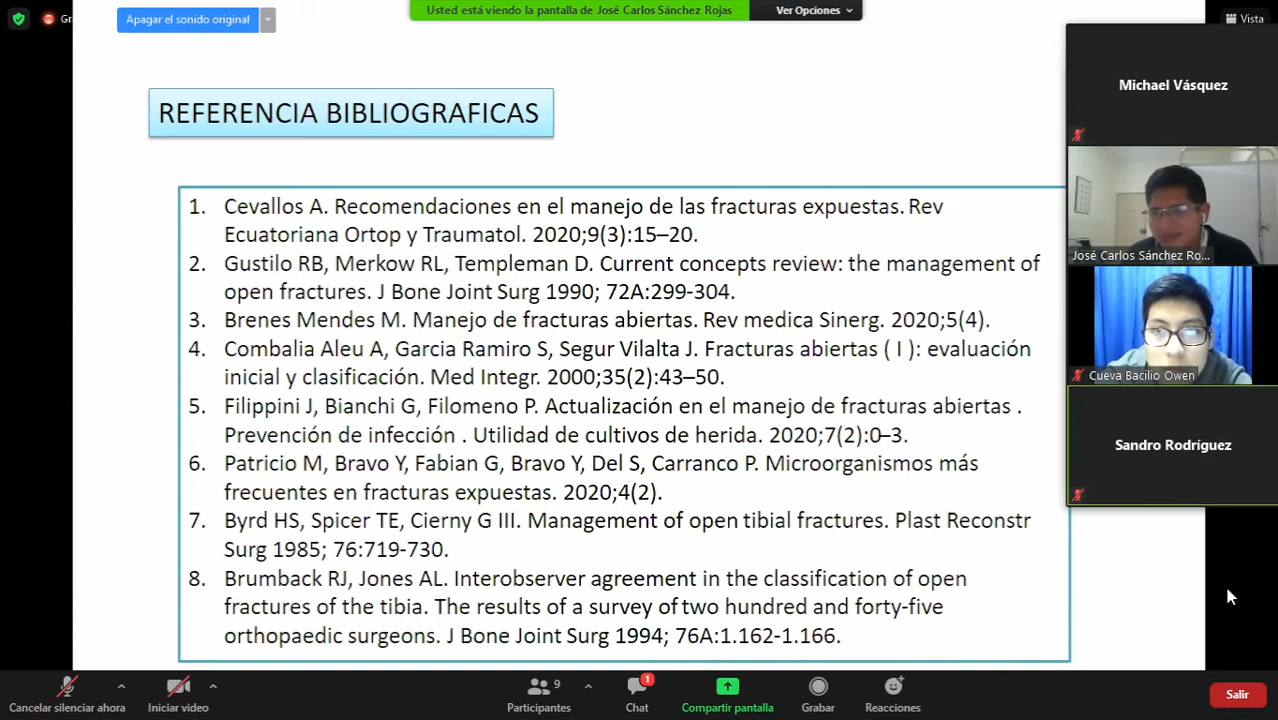 Gr
Apagar el sonido original
Usted está viendo la pantalla de José Carlos Sánchez Rojas
Ver Opciones
Vista
REFERENCIA BIBLIOGRAFICAS
1. Cevallos A. Recomendaciones en el manejo de las fracturas expuestas. Rev
Ecuatoriana Ortop y Traumatol. 2020;9(3):15–20.
2. Gustilo RB, Merkow RL, Templeman D. Current concepts review: the management of
open fractures. J Bone Joint Surg 1990; 72A:299-304.
3. Brenes Mendes M. Manejo de fracturas abiertas. Rev medica Sinerg. 2020;5(4).
4. Combalia Aleu A, Garcia Ramiro S, Segur Vilalta J. Fracturas abiertas ( I ): evaluación
inicial y clasificación. Med Integr. 2000;35(2):43–50.
5. Filippini J, Bianchi G, Filomeno P. Actualización en el manejo de fracturas abiertas .
Prevención de infección . Utilidad de cultivos de herida. 2020;7(2):0–3.
6. Patricio M, Bravo Y, Fabian G, Bravo Y, Del S, Carranco P. Microorganismos más
frecuentes en fracturas expuestas. 2020;4(2).
7. Byrd HS, Spicer TE, Cierny G III. Management of open tibial fractures. Plast Reconstr
Surg 1985; 76:719-730.
8. Brumback RJ, Jones AL. Interobserver agreement in the classification of open
fractures of the tibia. The results of a survey of two hundred and forty-five
orthopaedic surgeons. J Bone Joint Surg 1994; 76A:1.162-1.166.
Michael Vásquez
José Carlos Sánchez Ro...
Cueva Bacilio Owen
Sandro Rodríguez
Cancelar silenciar ahora
Iniciar video
9
Participantes
1
Chat
Compartir pantalla
Grabar
Reacciones
Salir